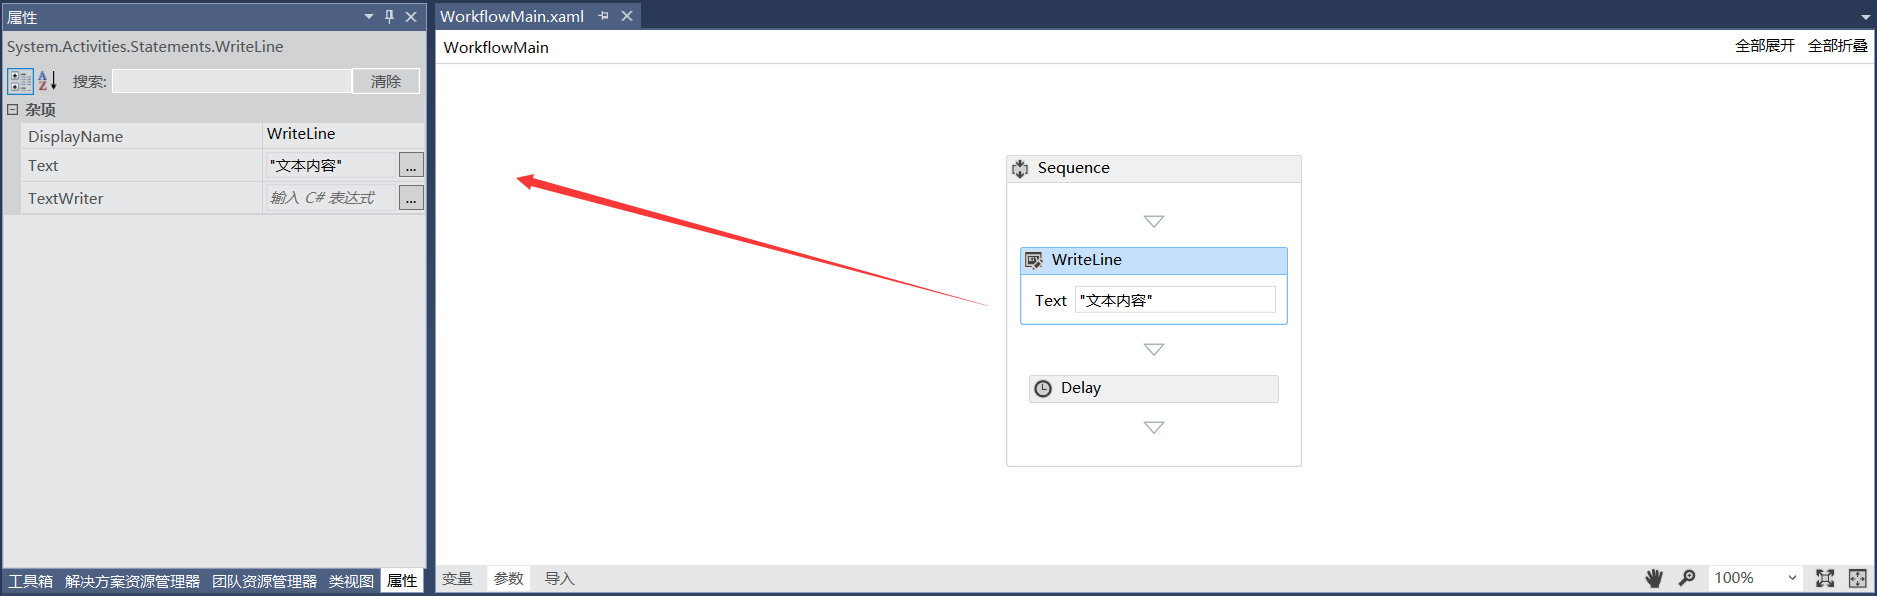 属性
System.Activities.Statements.WriteLine
搜索:
清除
杂项
DisplayName WriteLine
Text "文本内容" ...
TextWriter 输入 C# 表达式 ...
工具箱 解决方案资源管理器 团队资源管理器 类视图 属性
WorkflowMain.xaml
WorkflowMain
全部展开 全部折叠
Sequence
WriteLine
Text "文本内容"
Delay
变量 参数 导入
100%